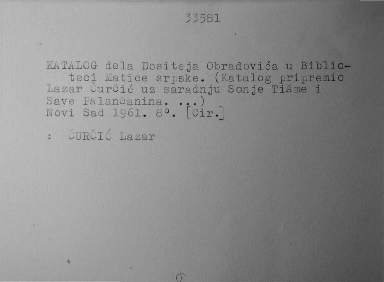 33581
KATALOG dela Dositeja Obradovića u Biblio-
teci Matice srpske. (Katalog pripremio
Lazar Ćurčić uz saradnju Sonje Tišme i
Save Palančanina. ...)
Novi Sad 1961. 8°. [Cir.]
: ĆURČIĆ Lazar